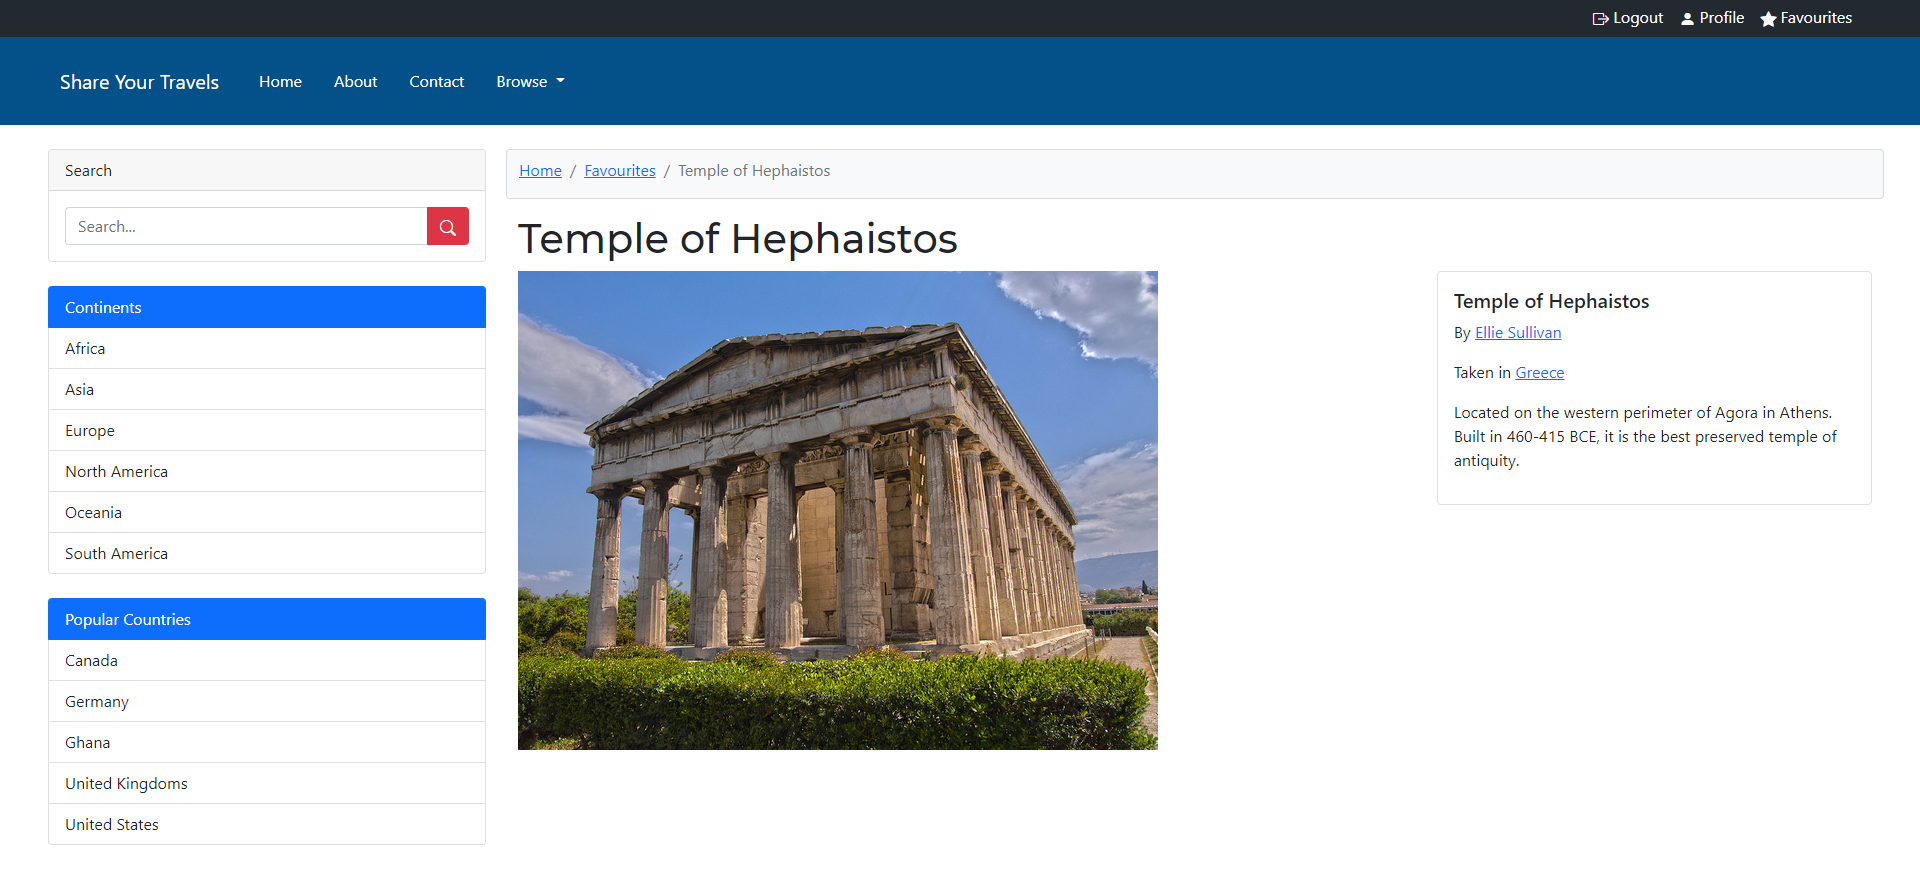 Logout Profile Favourites
Share Your Travels Home About Contact Browse
Search
Search...
Continents
Africa
Asia
Europe
North America
Oceania
South America
Popular Countries
Canada
Germany
Ghana
United Kingdoms
United States
Home / Favourites / Temple of Hephaistos
Temple of Hephaistos
Temple of Hephaistos
By Ellie Sullivan
Taken in Greece
Located on the western perimeter of Agora in Athens.
Built in 460-415 BCE, it is the best preserved temple of
antiquity.